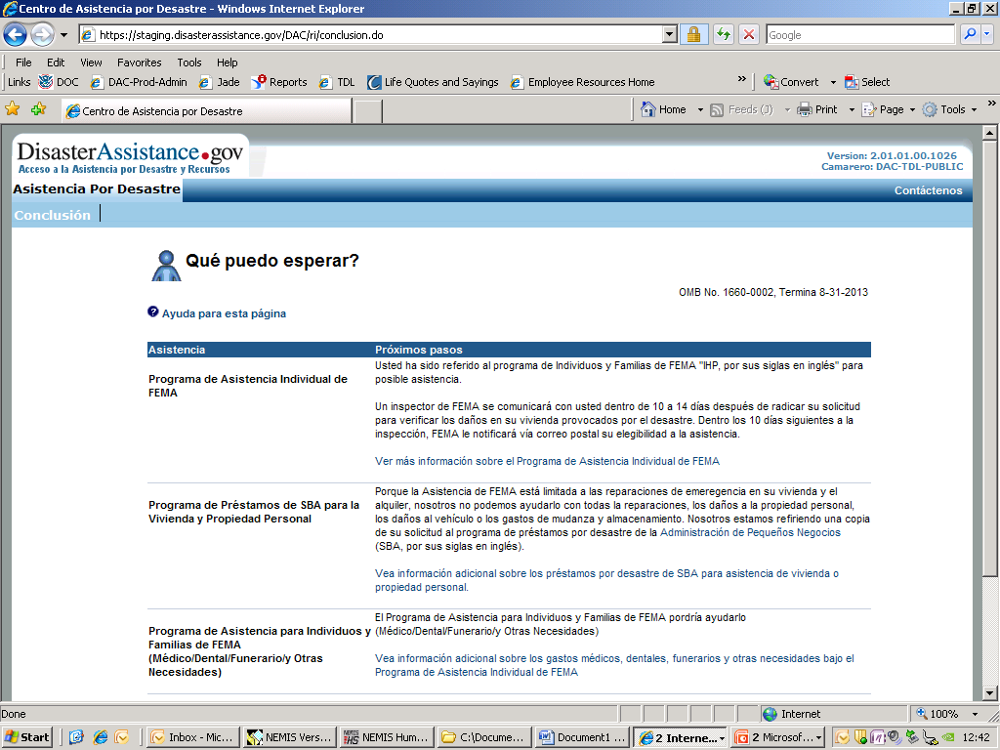 Centro de Asistencia por Desastre - Windows Internet Explorer
https://staging.disasterassistance.gov/DAC/ri/conclusion.do
Google
File Edit View Favorites Tools Help
Links DOC DAC-Prod-Admin Jade Reports TDL Life Quotes and Sayings Employee Resources Home » Convert Select
Centro de Asistencia por Desastre Home Feeds (J) Print Page Tools »
DisasterAssistance.gov
Acceso a la Asistencia por Desastre y Recursos
Version: 2.01.01.00.1026
Camarero: DAC-TDL-PUBLIC
Asistencia Por Desastre Contáctenos
Conclusión
Qué puedo esperar?
OMB No. 1660-0002, Termina 8-31-2013
? Ayuda para esta página
Asistencia Próximos pasos
Programa de Asistencia Individual de
FEMA
Usted ha sido referido al programa de Individuos y Familias de FEMA "IHP, por sus siglas en inglés" para
posible asistencia.
Un inspector de FEMA se comunicará con usted dentro de 10 a 14 días después de radicar su solicitud
para verificar los daños en su vivienda provocados por el desastre. Dentro los 10 días siguientes a la
inspección, FEMA le notificará vía correo postal su elegibilidad a la asistencia.
Ver más información sobre el Programa de Asistencia Individual de FEMA
Programa de Préstamos de SBA para la
Vivienda y Propiedad Personal
Porque la Asistencia de FEMA está limitada a las reparaciones de emeregencia en su vivienda y el
alquiler, nosotros no podemos ayudarlo con todas la reparaciones, los daños a la propiedad personal,
los daños al vehículo o los gastos de mudanza y almacenamiento. Nosotros estamos refiriendo una copia
de su solicitud al programa de préstamos por desastre de la Administración de Pequeños Negocios
(SBA, por sus siglas en inglés).
Vea información adicional sobre los préstamos por desastre de SBA para asistencia de vivienda o
propiedad personal.
Programa de Asistencia para Individuos y
Familias de FEMA
(Médico/Dental/Funerario/y Otras
Necesidades)
El Programa de Asistencia para Individuos y Familias de FEMA pordría ayudarlo
(Médico/Dental/Funerario/y Otras Necesidades)
Vea información adicional sobre los gastos médicos, dentales, funerarios y otras necesidades bajo el
Programa de Asistencia Individual de FEMA
Done Internet 100%
Start Inbox - Mic... NEMIS Vers... NEMIS Hum... C:\Docume... Document1 ... 2 Interne... 2 Microsof... 12:42